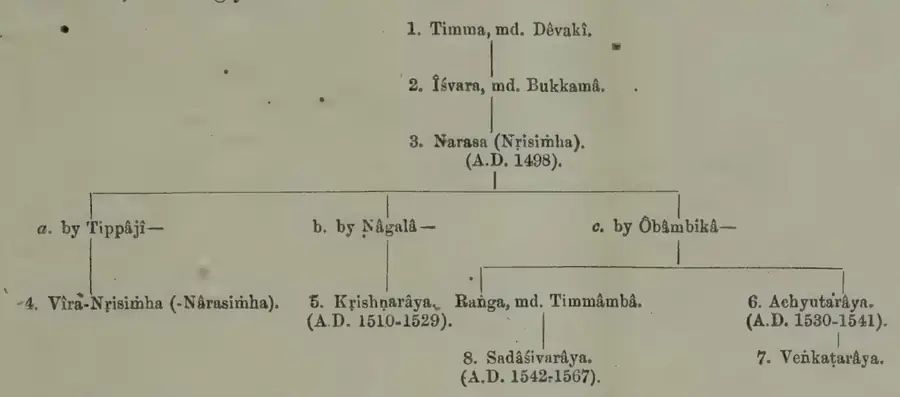 1. Timma, md. Dêvakî.
2. Îśvara, md. Bukkamâ.
3. Narasa (Nṛisiṁha).
(A.D. 1498).
a. by Tippâjî—
b. by Nâgalâ—
c. by Ôbâmbikâ—
4. Vîra-Nṛisiṁha (-Nârasiṁha).
5. Kṛishṇarâya.
(A.D. 1510-1529).
Raṅga, md. Timmâmbâ.
6. Achyutarâya.
(A.D. 1530-1541).
8. Sadâśivarâya.
(A.D. 1542-1567).
7. Veṅkaṭarâya.